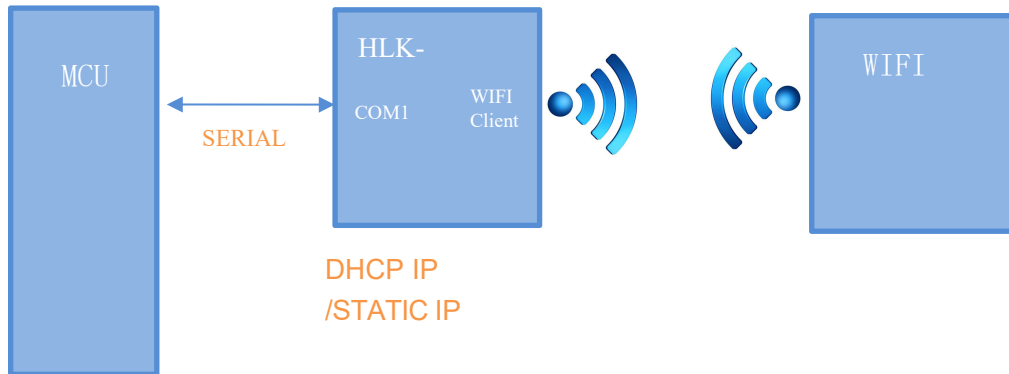 MCU
SERIAL
HLK-
COM1
WIFI
Client
DHCP IP
/STATIC IP
WIFI